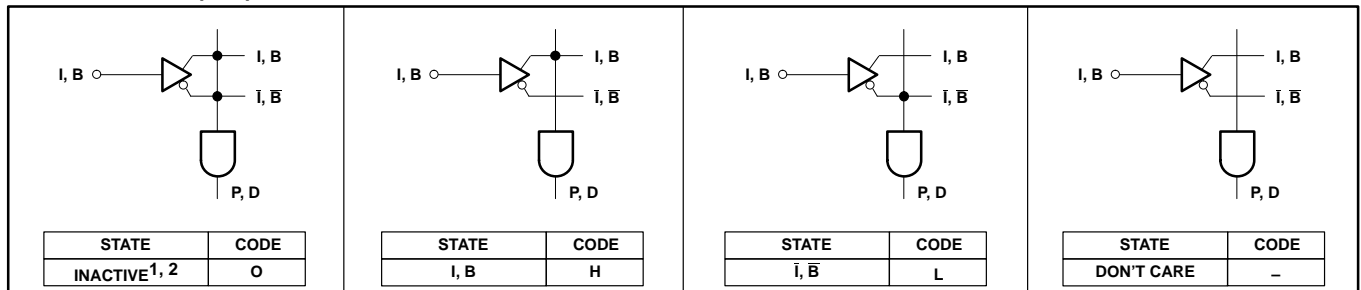 I, B
I, B
Ī, B̅
P, D
STATE CODE
INACTIVE1, 2 O
I, B
I, B
Ī, B̅
P, D
STATE CODE
I, B H
I, B
I, B
Ī, B̅
P, D
STATE CODE
Ī, B̅ L
I, B
I, B
Ī, B̅
P, D
STATE CODE
DON'T CARE –